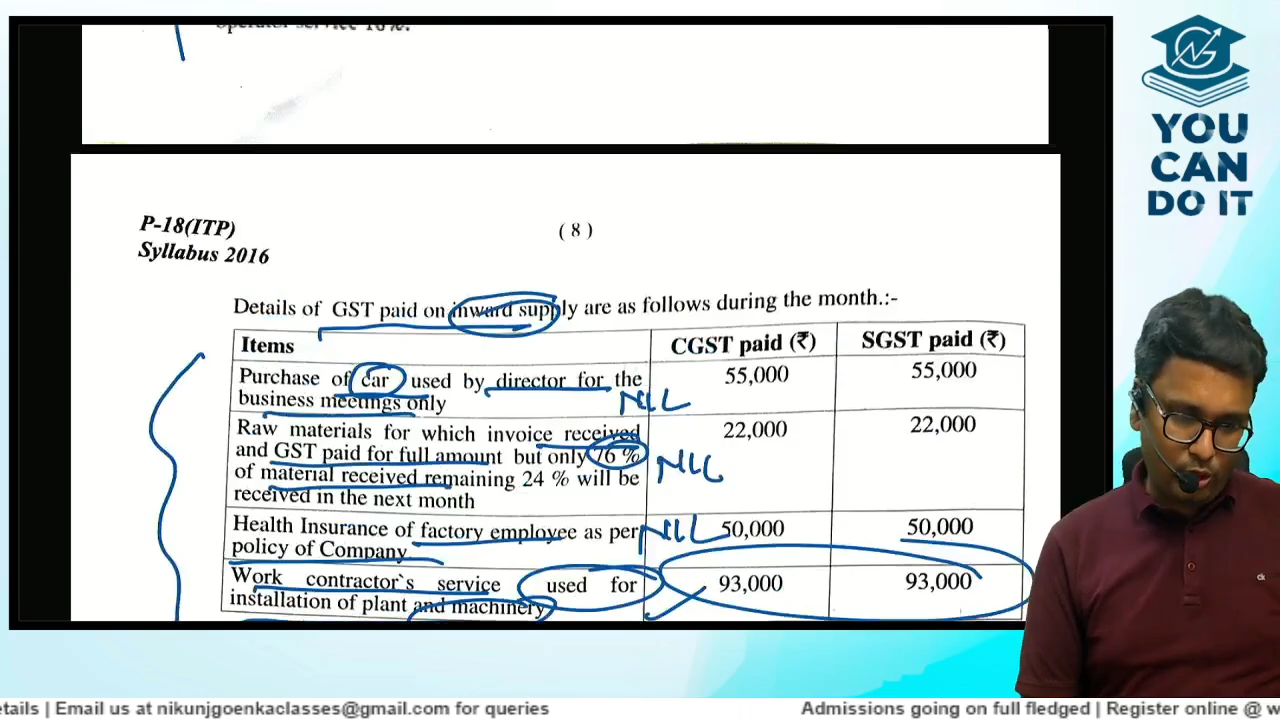 operator service 18%.
P-18(ITP)
Syllabus 2016
( 8 )
Details of GST paid on inward supply are as follows during the month.:-
Items
CGST paid (₹)
SGST paid (₹)
Purchase of car used by director for the
business meetings only
NIL
55,000
55,000
Raw materials for which invoice received
and GST paid for full amount but only 76 %
of material received remaining 24 % will be
received in the next month
NIL
22,000
22,000
Health Insurance of factory employee as per
policy of Company
NIL
50,000
50,000
Work contractor`s service used for
installation of plant and machinery
93,000
93,000
YOU
CAN
DO IT
etails | Email us at nikunjgoenkaclasses@gmail.com for queries
Admissions going on full fledged | Register online @ w